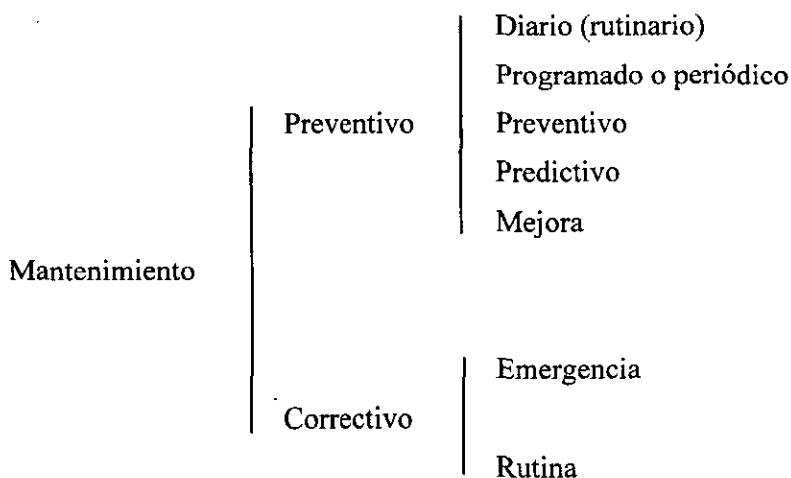 Mantenimiento
Preventivo
Diario (rutinario)
Programado o periódico
Preventivo
Predictivo
Mejora
Correctivo
Emergencia
Rutina